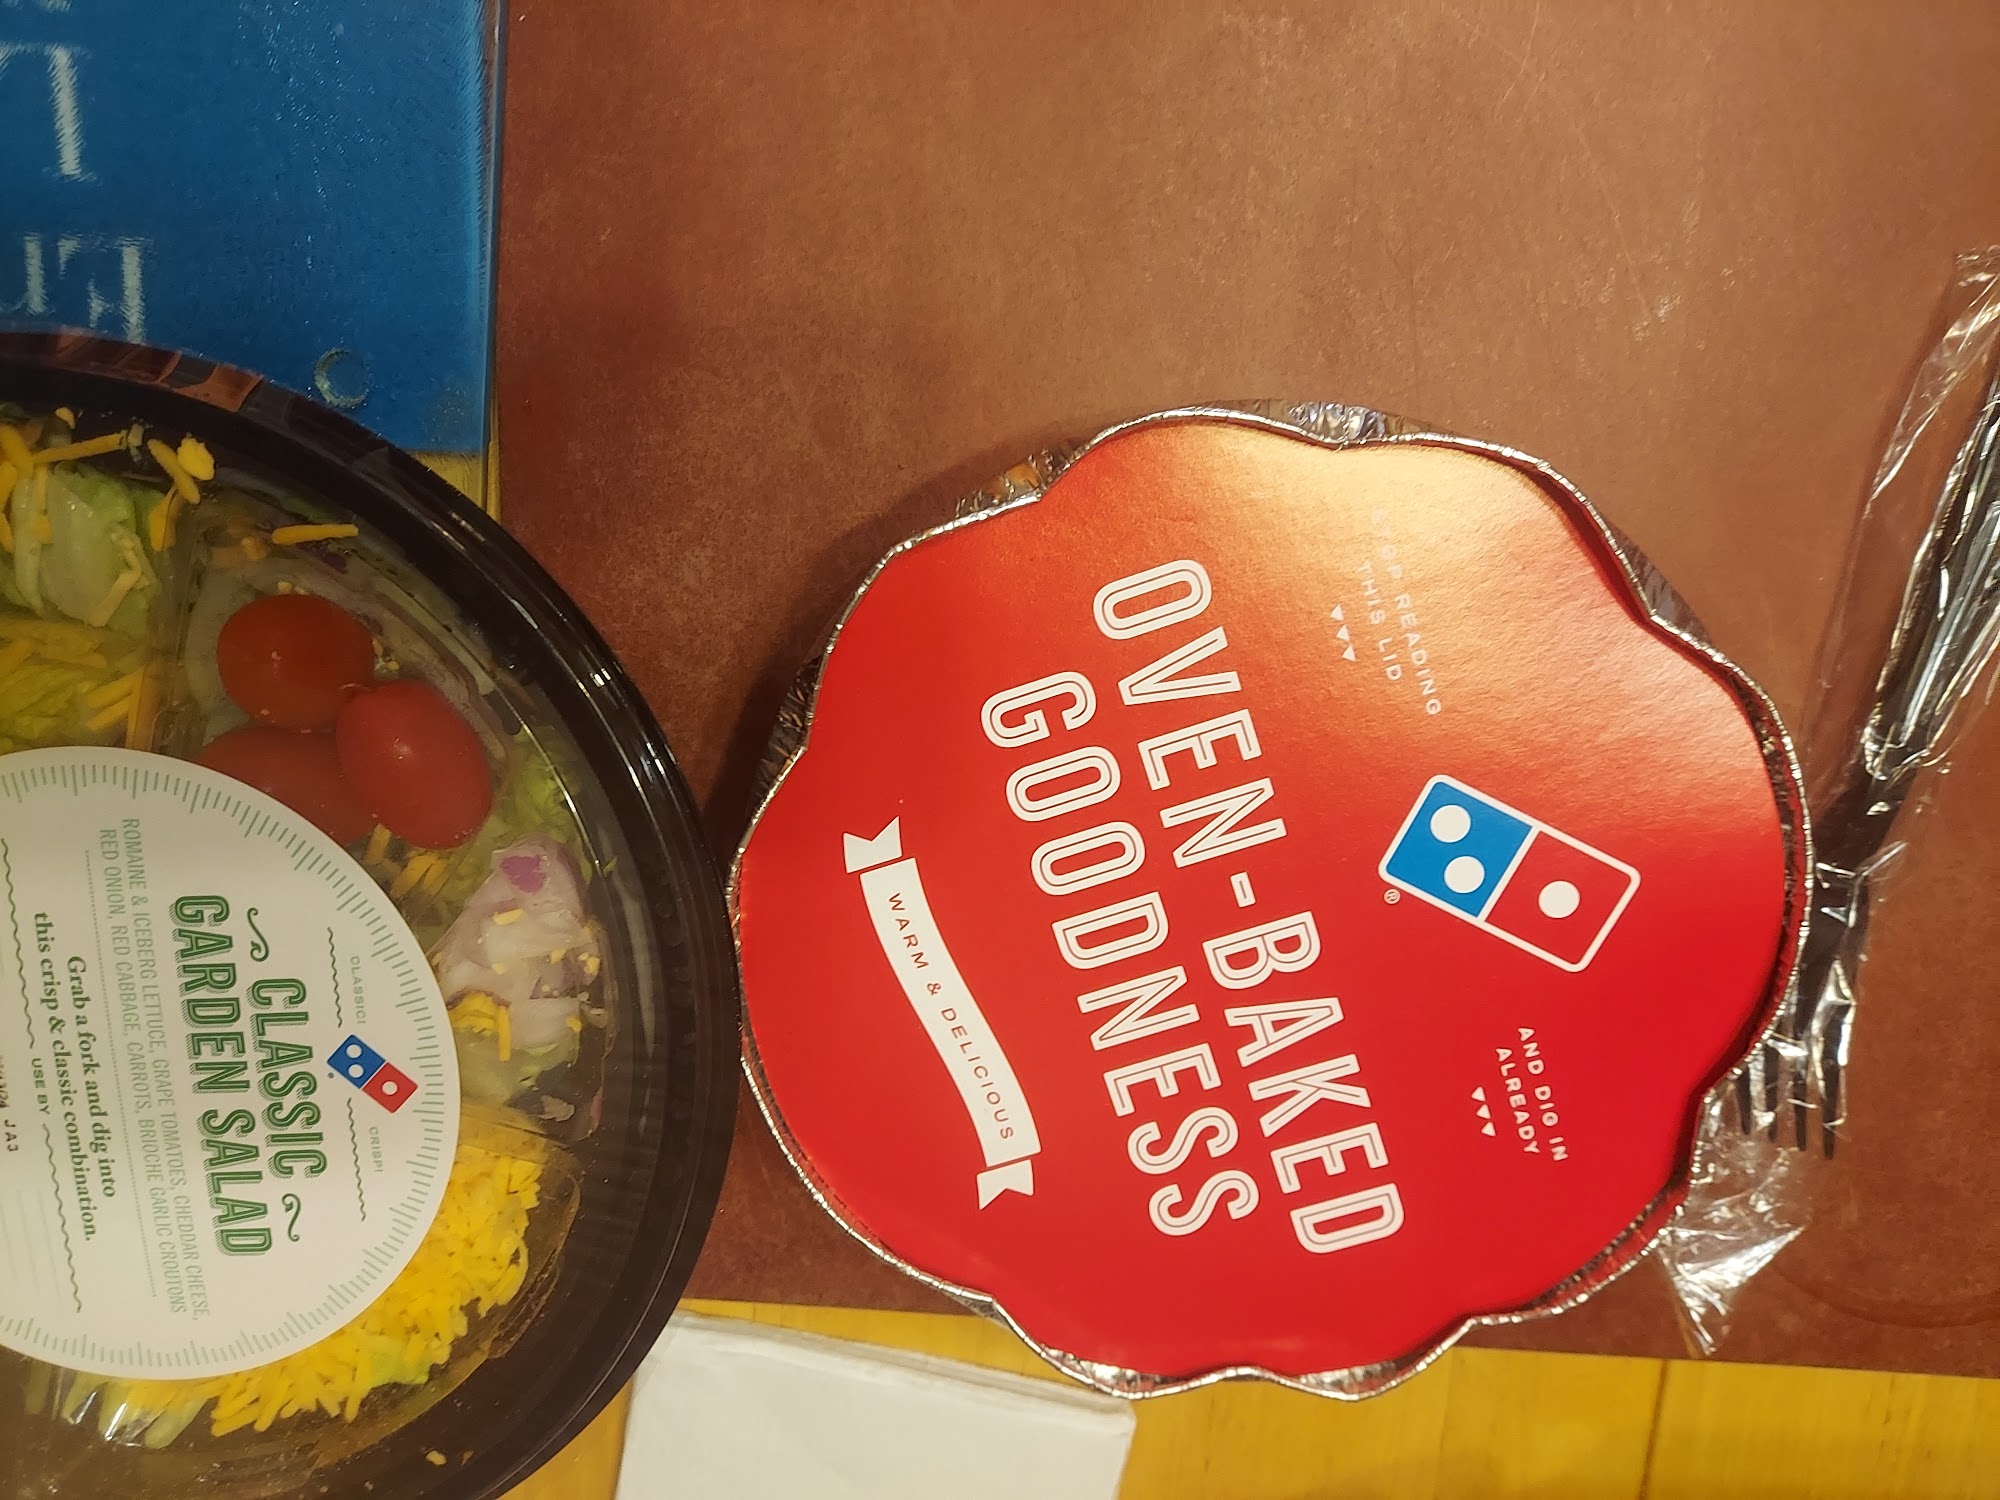 CLASSIC! CRISP!
CLASSIC
GARDEN SALAD
ROMAINE & ICEBERG LETTUCE, GRAPE TOMATOES, CHEDDAR CHEESE,
RED ONION, RED CABBAGE, CARROTS, BRIOCHE GARLIC CROUTONS
Grab a fork and dig into
this crisp & classic combination.
USE BY
JA3
STOP READING
THIS LID
AND DIG IN
ALREADY
®
OVEN-BAKED
GOODNESS
WARM & DELICIOUS